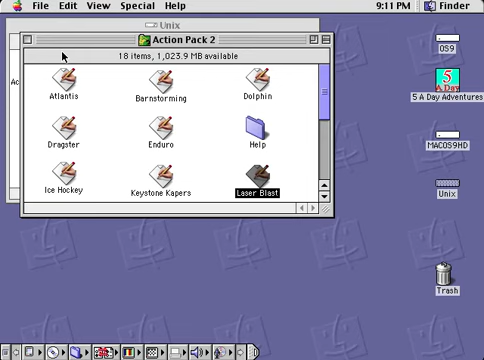 File Edit View Special Help 9:11 PM Finder
Unix
Action Pack 2
18 items, 1,023.9 MB available
Atlantis
Barnstorming
Dolphin
Dragster
Enduro
Help
Ice Hockey
Keystone Kapers
Laser Blast
OS9
5
A Day
5 A Day Adventures
MACOS9HD
Unix
Trash